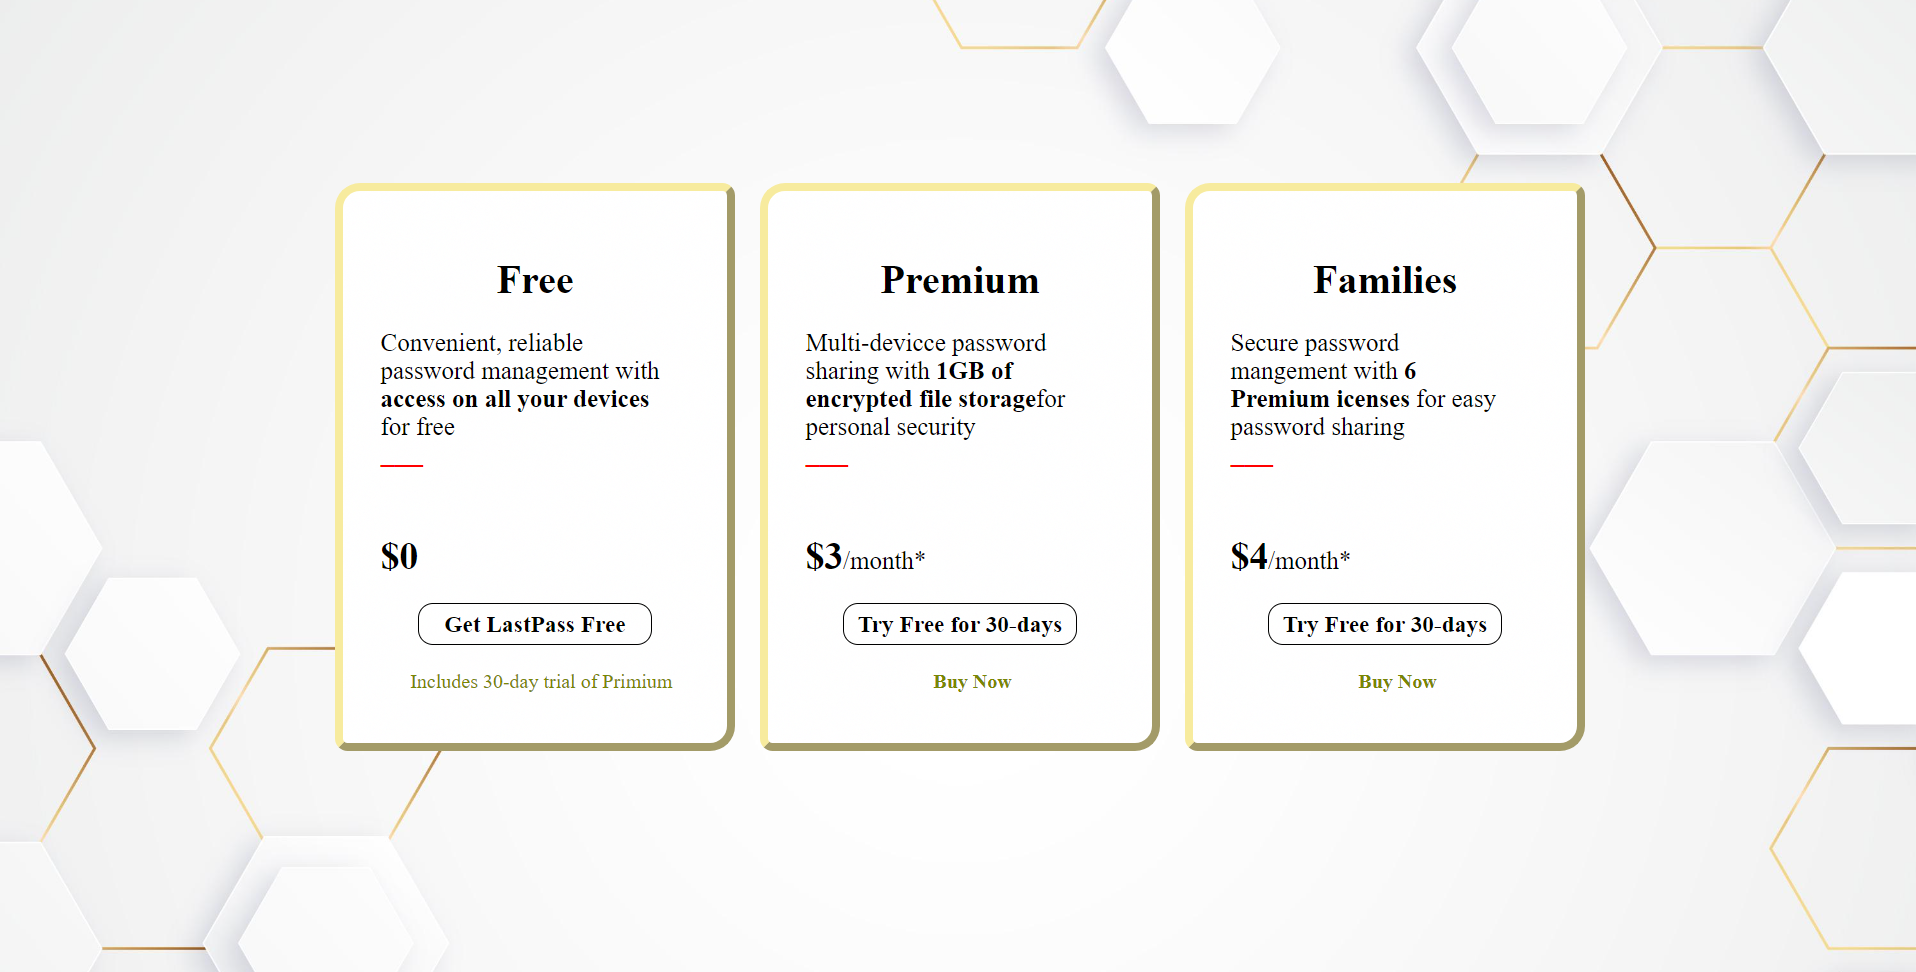 Free
Convenient, reliable
password management with
access on all your devices
for free
$0
Get LastPass Free
Includes 30-day trial of Primium
Premium
Multi-devicce password
sharing with 1GB of
encrypted file storagefor
personal security
$3/month*
Try Free for 30-days
Buy Now
Families
Secure password
mangement with 6
Premium icenses for easy
password sharing
$4/month*
Try Free for 30-days
Buy Now